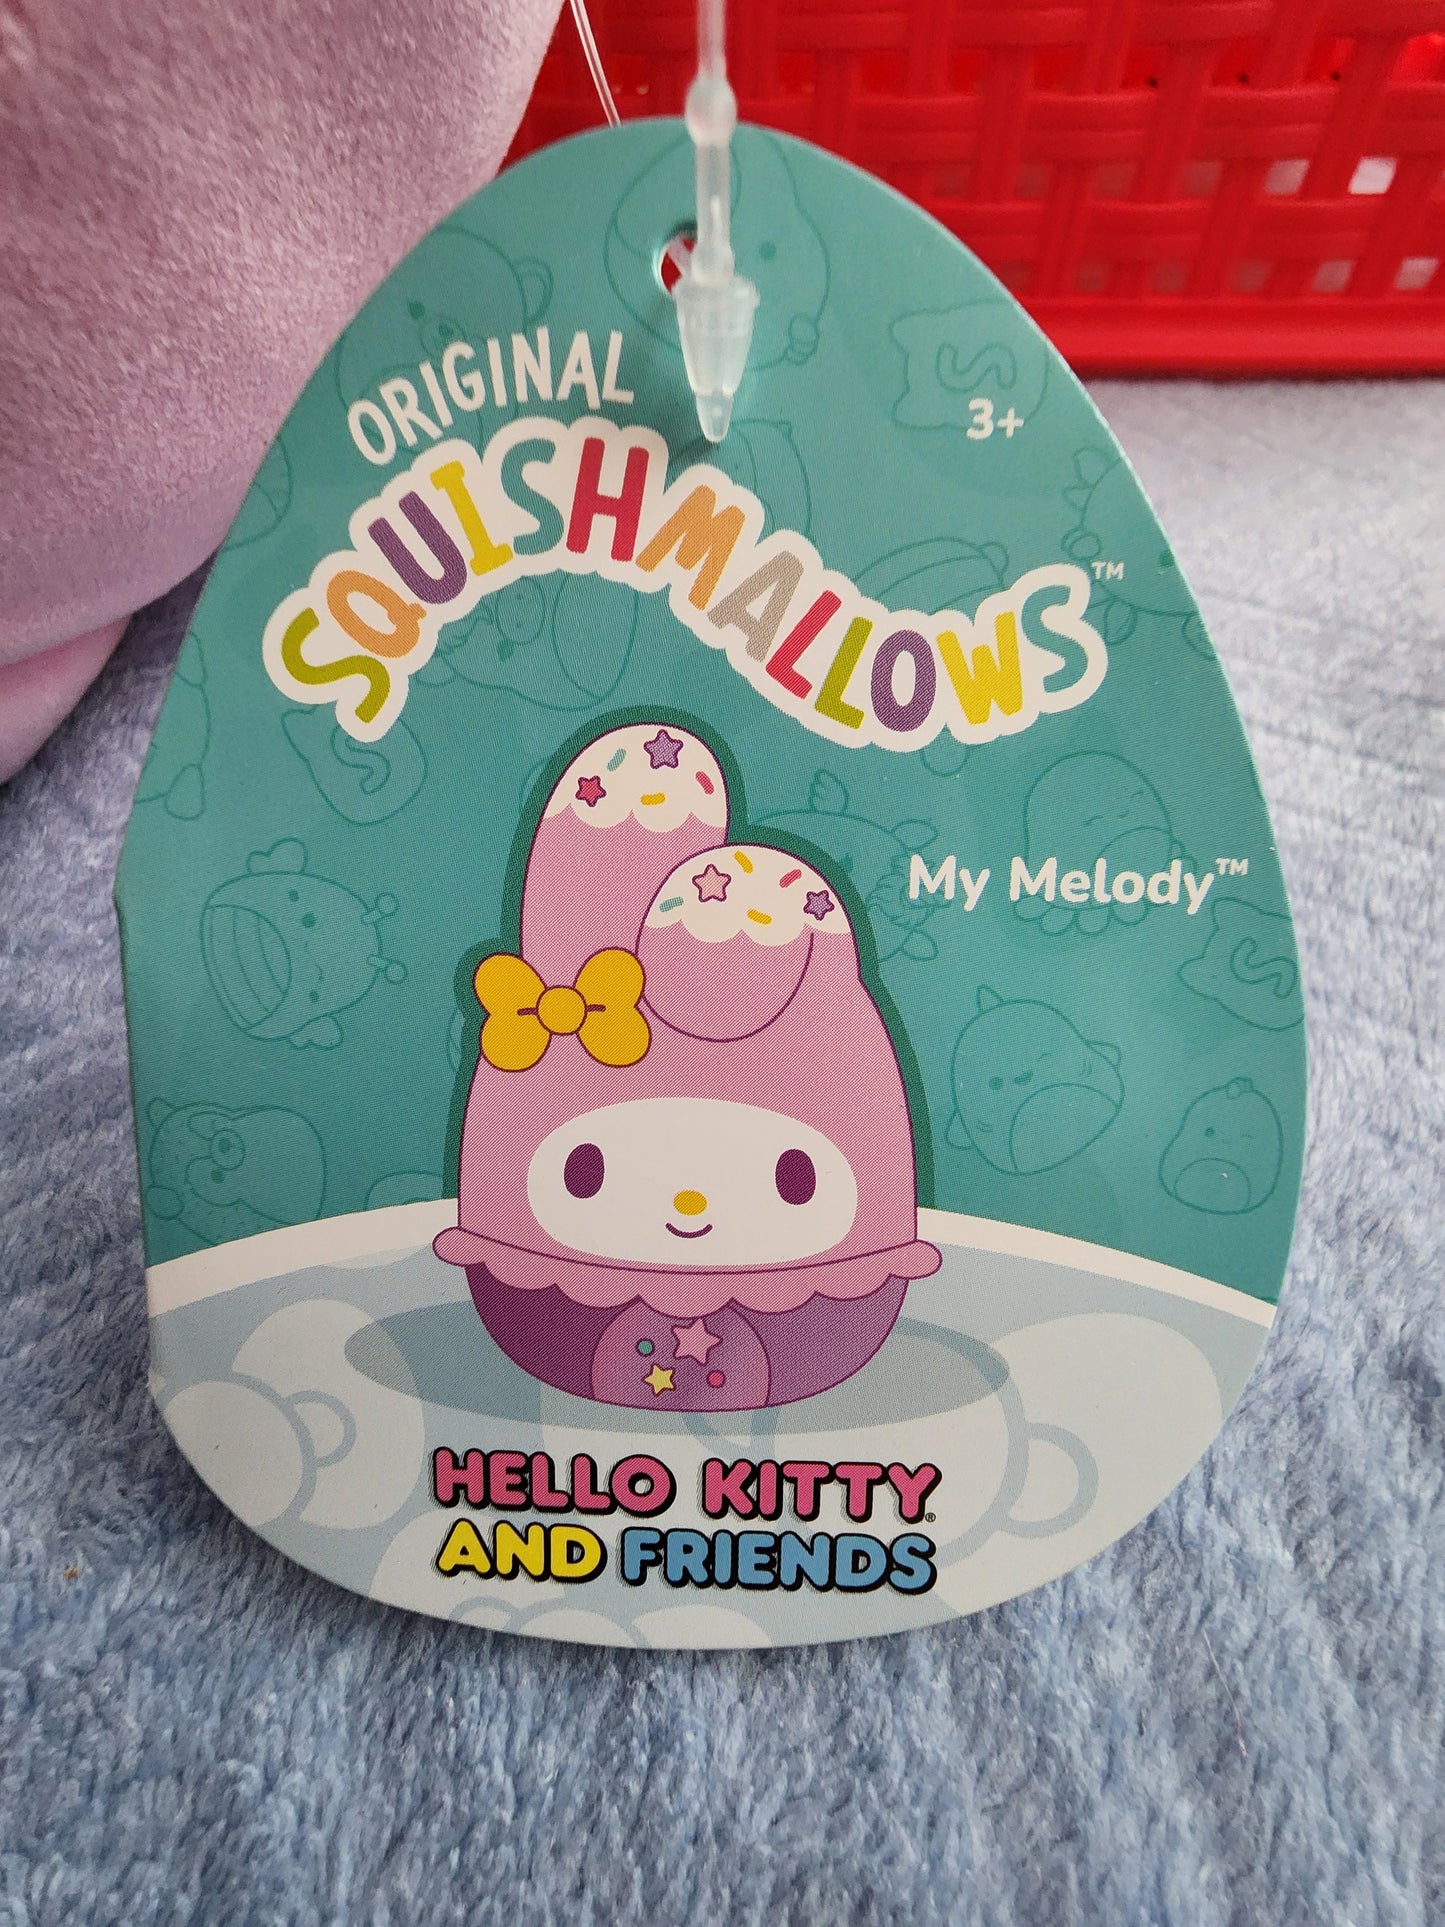 ORIGINAL
SQUISHMALLOWS™
3+
My Melody™
HELLO KITTY®
AND FRIENDS